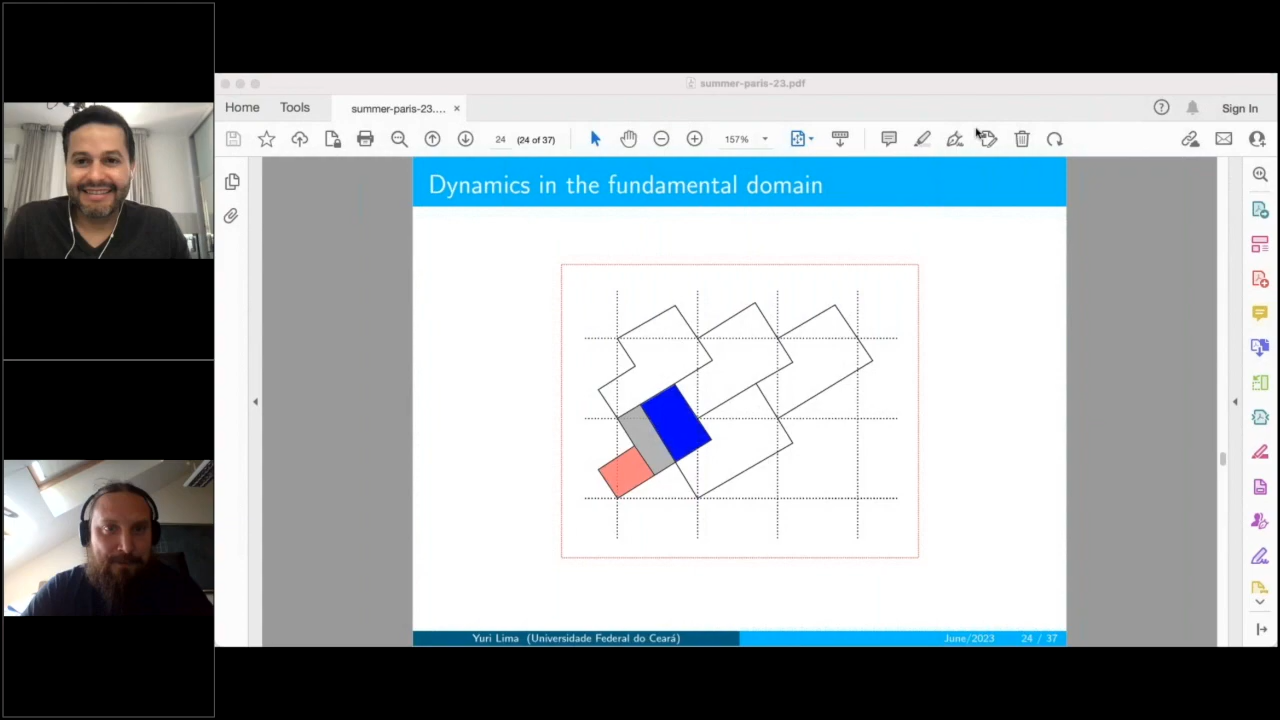 summer-paris-23.pdf
Home Tools summer-paris-23.... × Sign In
24 (24 of 37) 157%
Dynamics in the fundamental domain
Yuri Lima (Universidade Federal do Ceará) June/2023 24 / 37